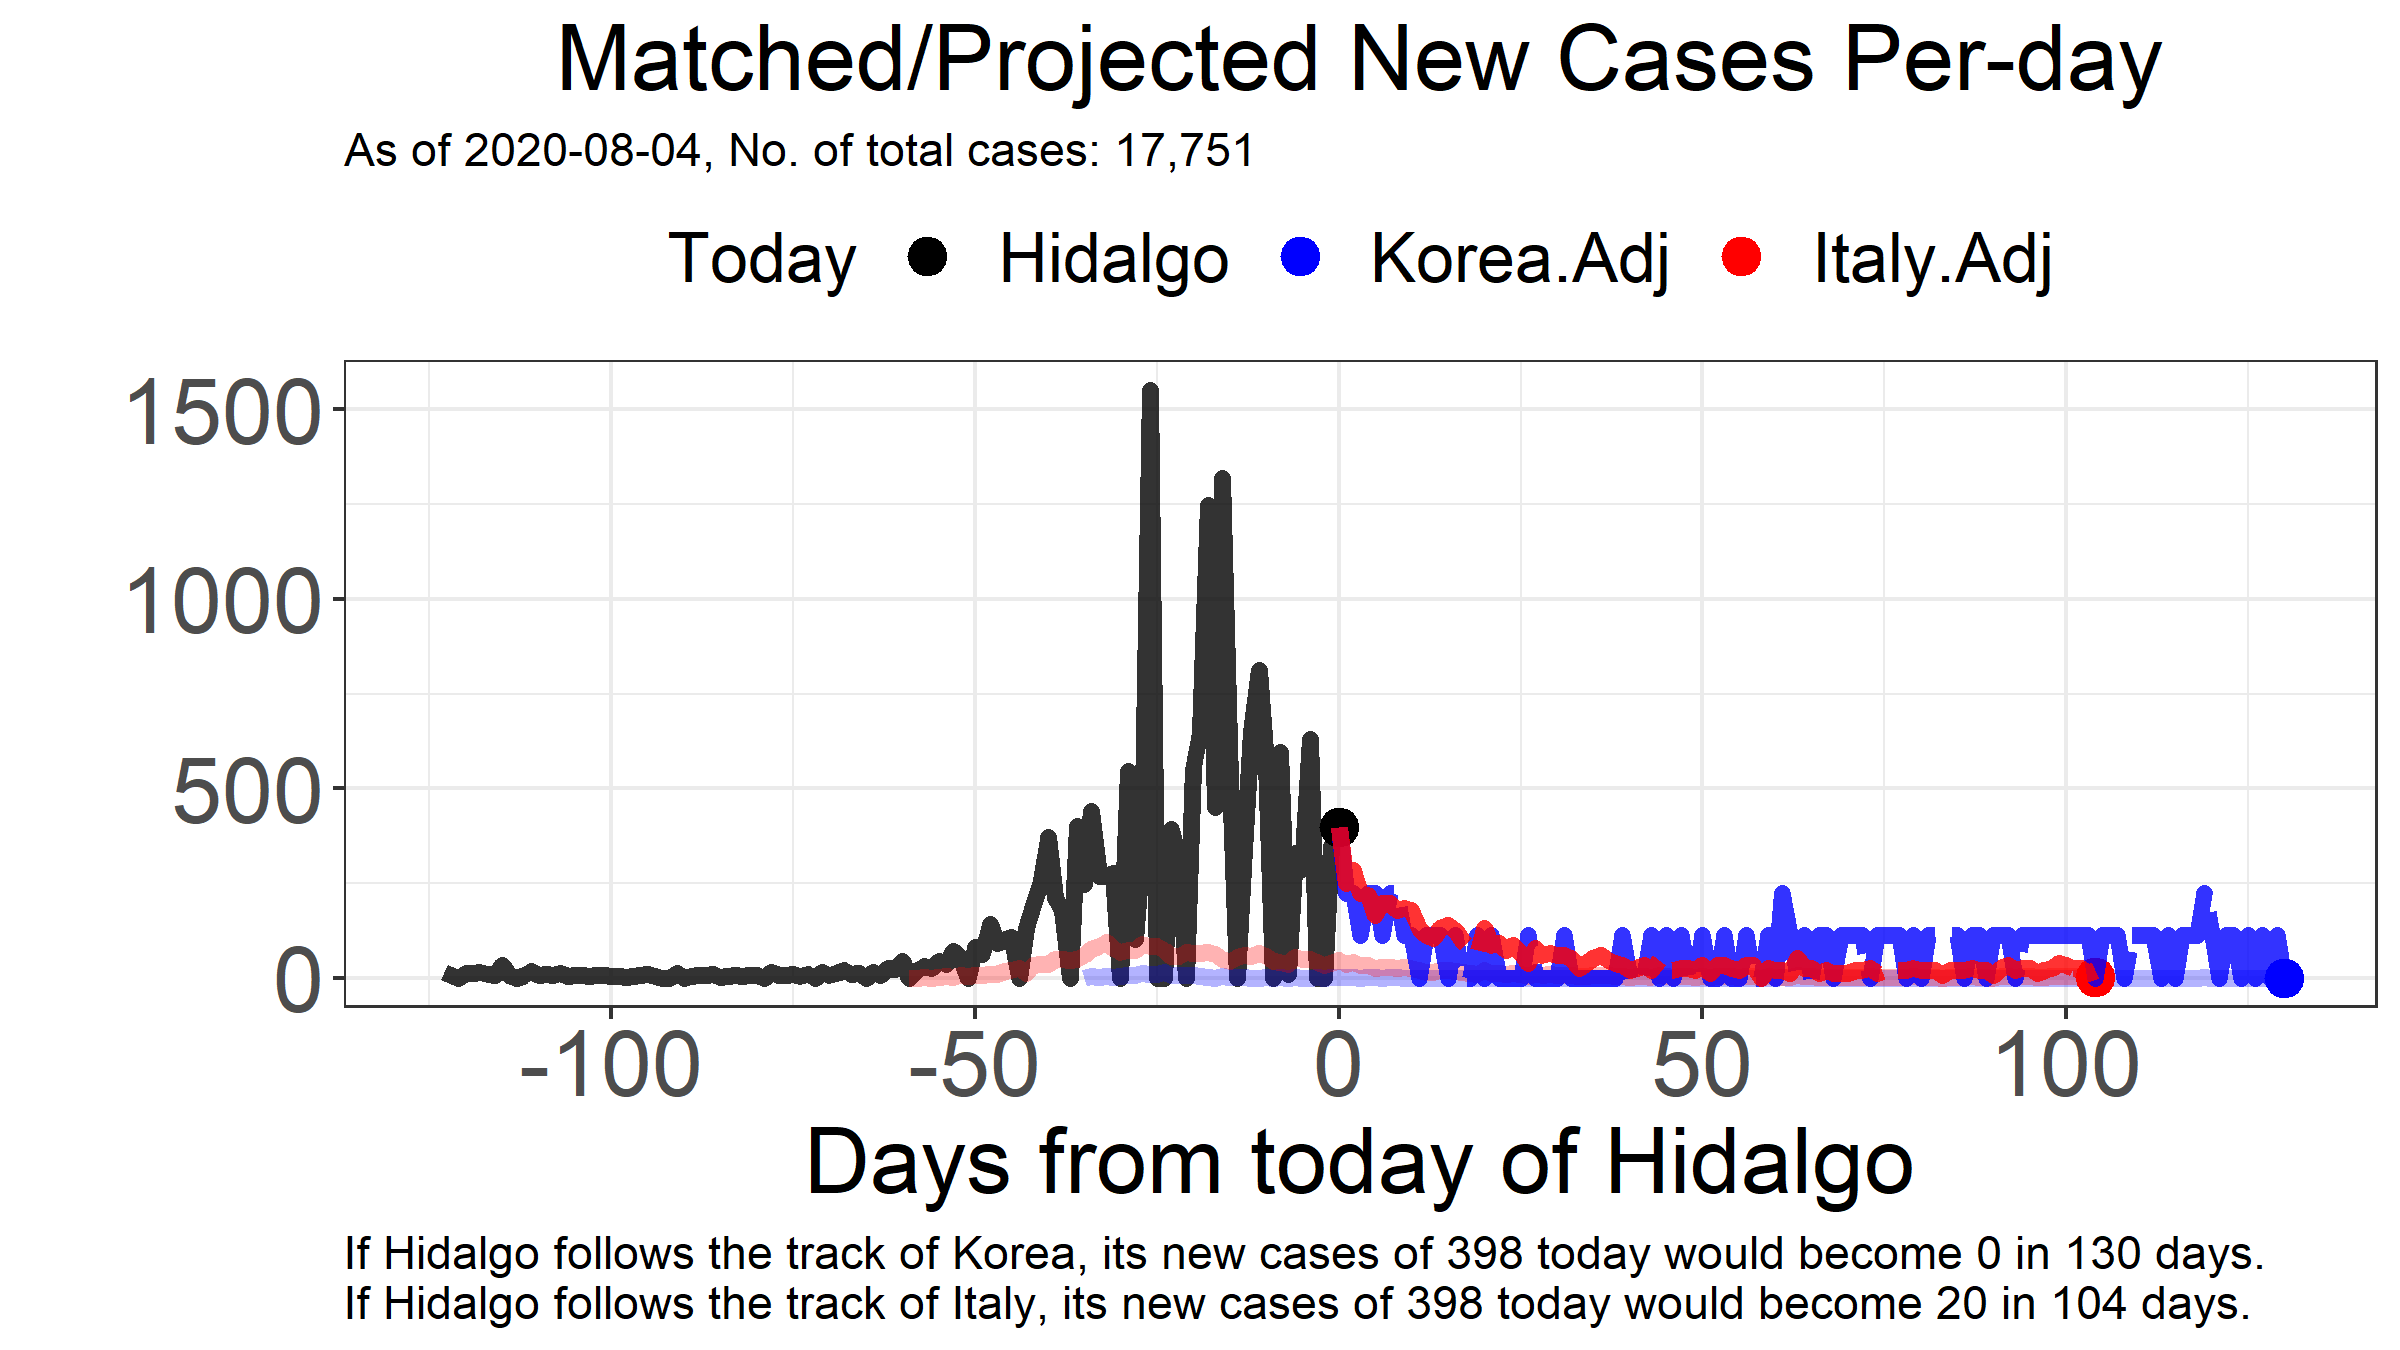 Matched/Projected New Cases Per-day
As of 2020-08-04, No. of total cases: 17,751
Today Hidalgo Korea.Adj Italy.Adj
1500
1000
500
0
-100 -50 0 50 100
Days from today of Hidalgo
If Hidalgo follows the track of Korea, its new cases of 398 today would become 0 in 130 days.
If Hidalgo follows the track of Italy, its new cases of 398 today would become 20 in 104 days.